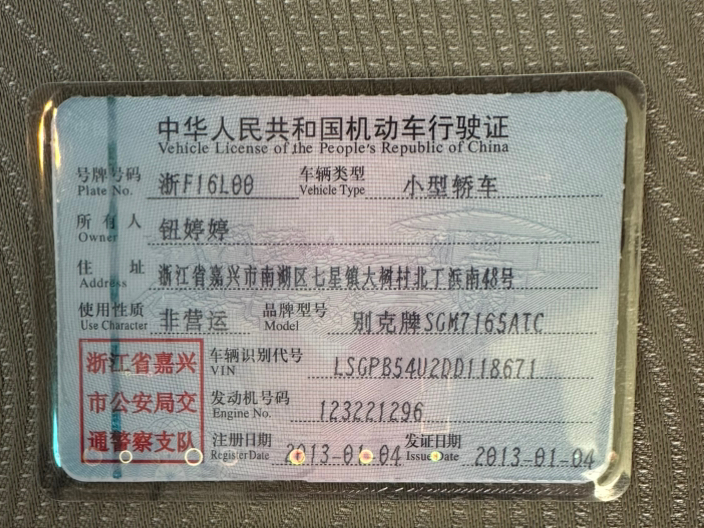 中华人民共和国机动车行驶证
Vehicle License of the People's Republic of China
号牌号码 Plate No. 浙F16L00 车辆类型 Vehicle Type 小型轿车
所有人 Owner 钮婷婷
住址 Address 浙江省嘉兴市南湖区七星镇大树村北丁浜南48号
使用性质 Use Character 非营运 品牌型号 Model 别克牌SGM7165ATC
浙江省嘉兴市公安局交通警察支队
车辆识别代号 VIN LSGPB54U2DD118671
发动机号码 Engine No. 123221296
注册日期 Register Date 2013-01-04 发证日期 Issue Date 2013-01-04